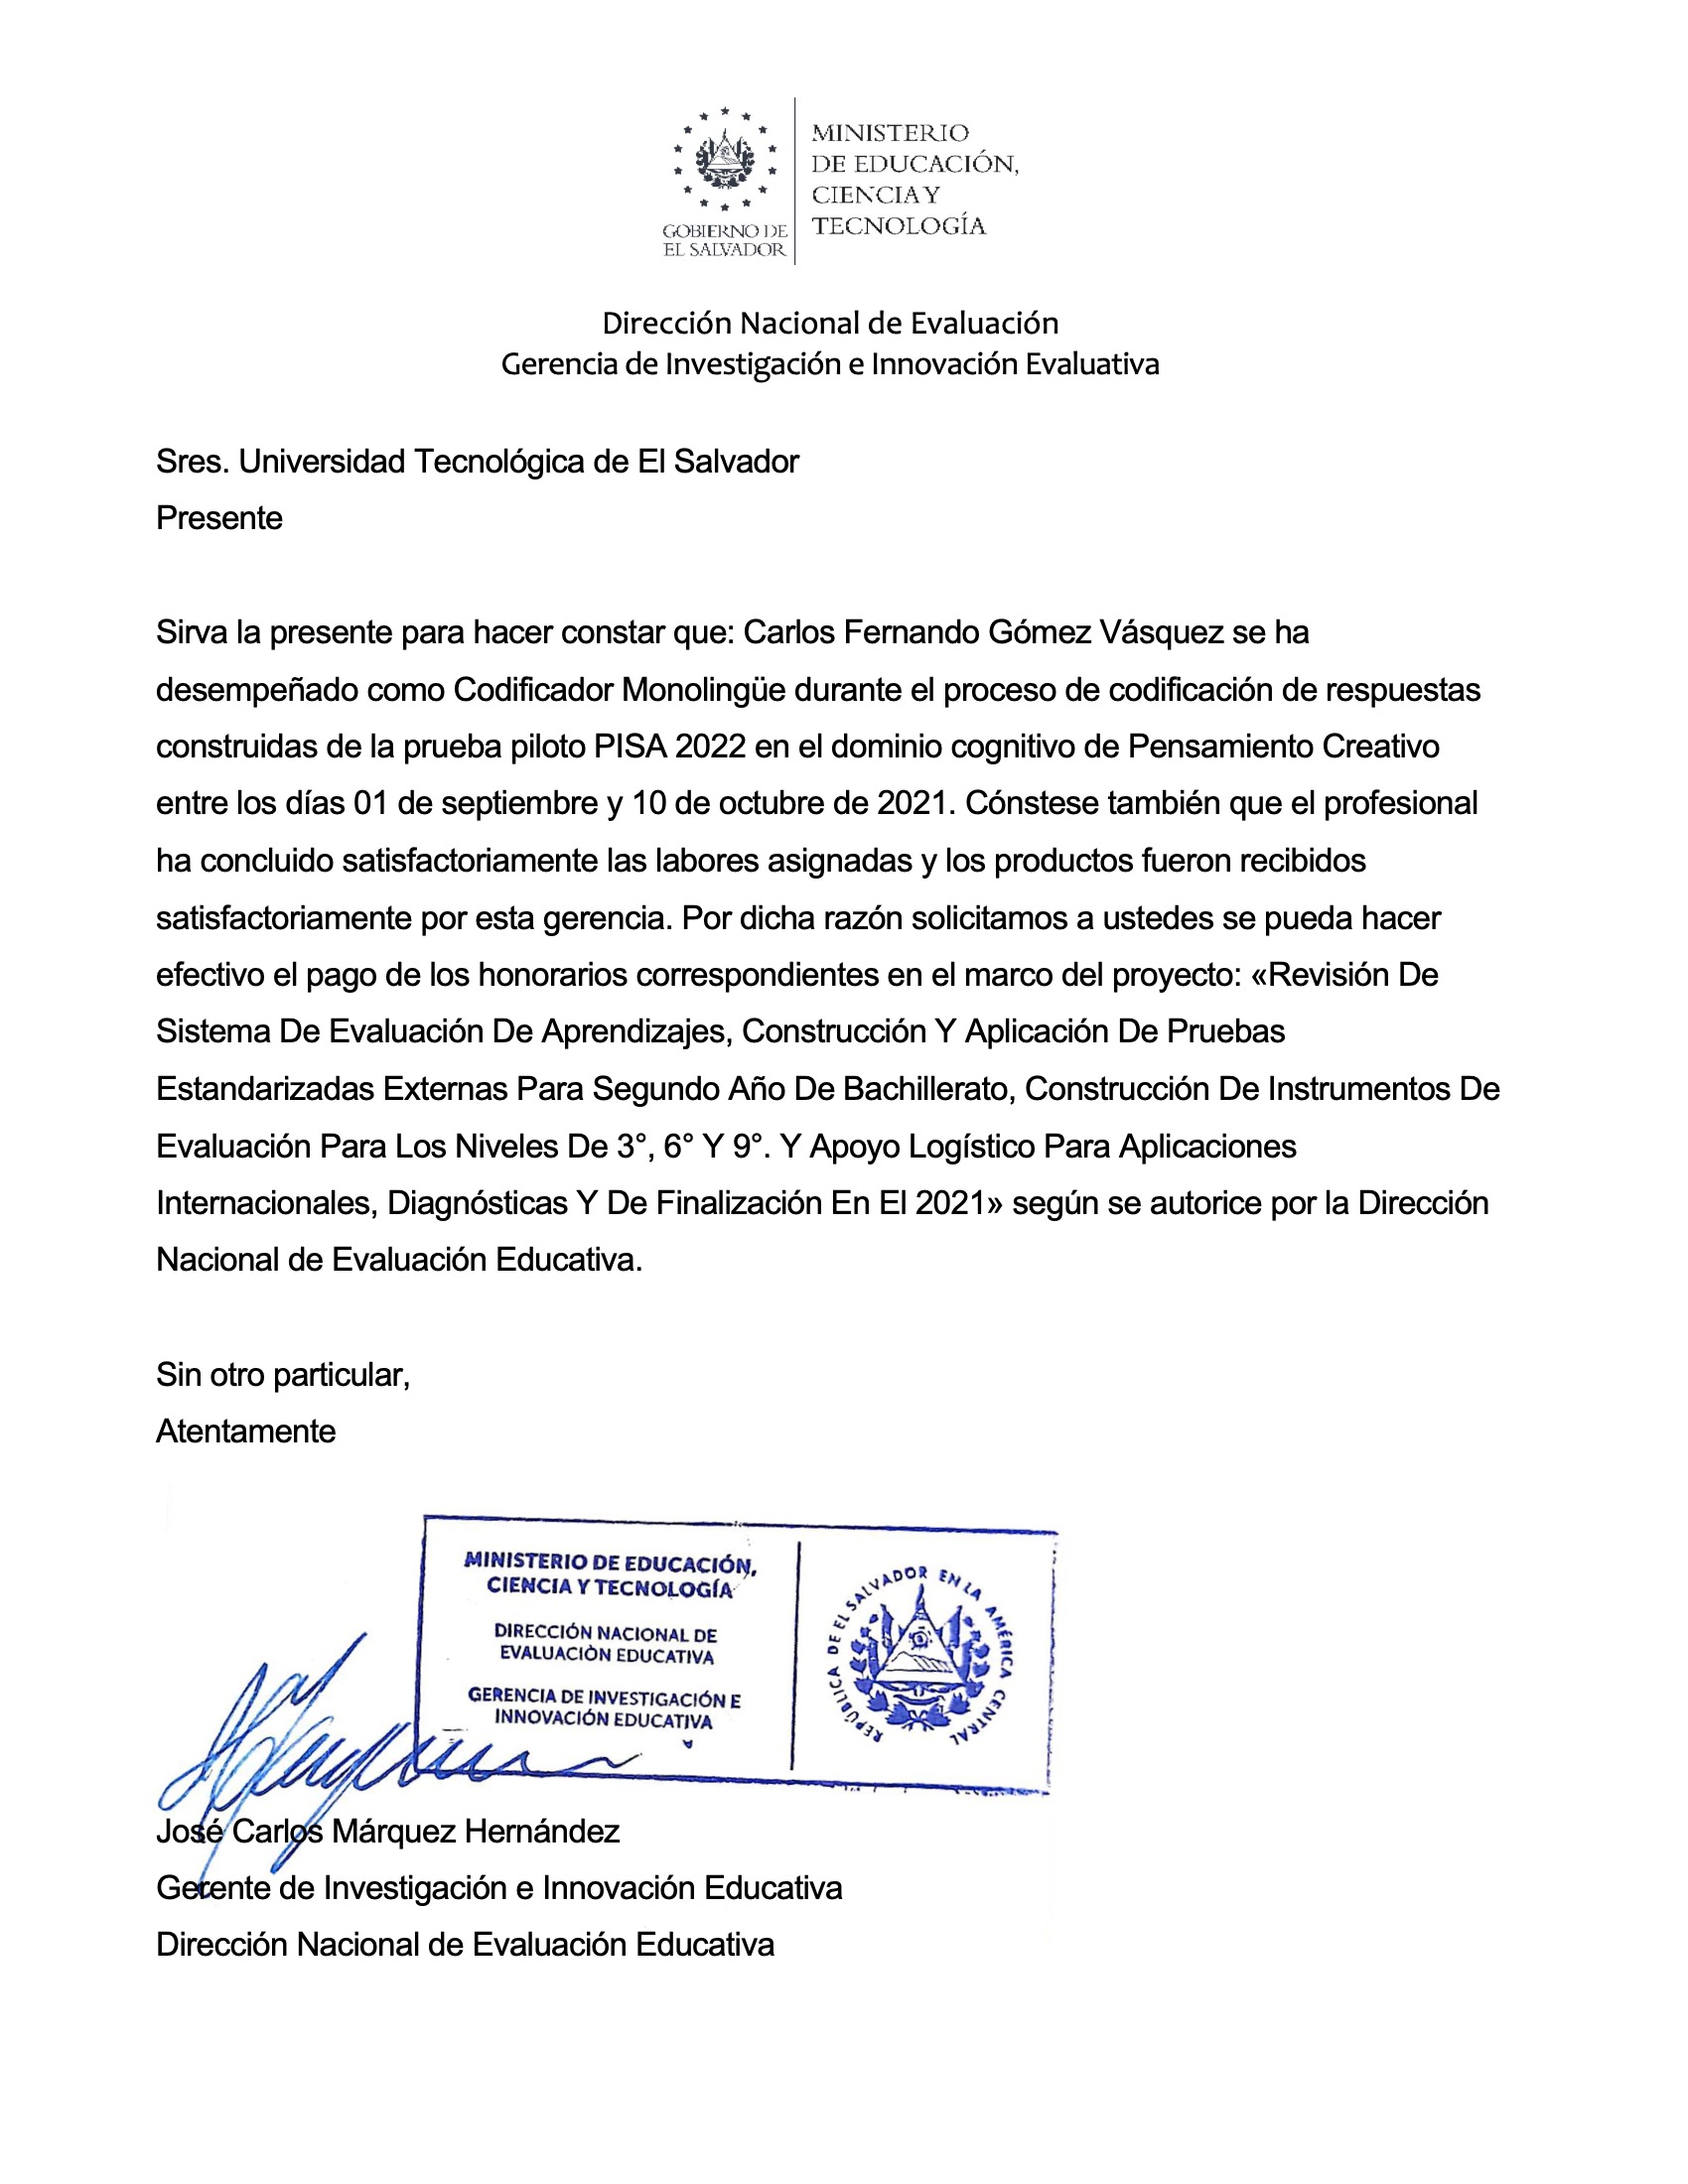 MINISTERIO
DE EDUCACIÓN,
CIENCIA Y
TECNOLOGÍA
GOBIERNO DE
EL SALVADOR
Dirección Nacional de Evaluación
Gerencia de Investigación e Innovación Evaluativa
Sres. Universidad Tecnológica de El Salvador
Presente
Sirva la presente para hacer constar que: Carlos Fernando Gómez Vásquez se ha
desempeñado como Codificador Monolingüe durante el proceso de codificación de respuestas
construidas de la prueba piloto PISA 2022 en el dominio cognitivo de Pensamiento Creativo
entre los días 01 de septiembre y 10 de octubre de 2021. Cónstese también que el profesional
ha concluido satisfactoriamente las labores asignadas y los productos fueron recibidos
satisfactoriamente por esta gerencia. Por dicha razón solicitamos a ustedes se pueda hacer
efectivo el pago de los honorarios correspondientes en el marco del proyecto: «Revisión De
Sistema De Evaluación De Aprendizajes, Construcción Y Aplicación De Pruebas
Estandarizadas Externas Para Segundo Año De Bachillerato, Construcción De Instrumentos De
Evaluación Para Los Niveles De 3°, 6° Y 9°. Y Apoyo Logístico Para Aplicaciones
Internacionales, Diagnósticas Y De Finalización En El 2021» según se autorice por la Dirección
Nacional de Evaluación Educativa.
Sin otro particular,
Atentamente
MINISTERIO DE EDUCACIÓN,
CIENCIA Y TECNOLOGÍA
DIRECCIÓN NACIONAL DE
EVALUACIÒN EDUCATIVA
GERENCIA DE INVESTIGACIÓN E
INNOVACIÓN EDUCATIVA
REPÚBLICA DE EL SALVADOR EN LA AMÉRICA CENTRAL
José Carlos Márquez Hernández
Gerente de Investigación e Innovación Educativa
Dirección Nacional de Evaluación Educativa